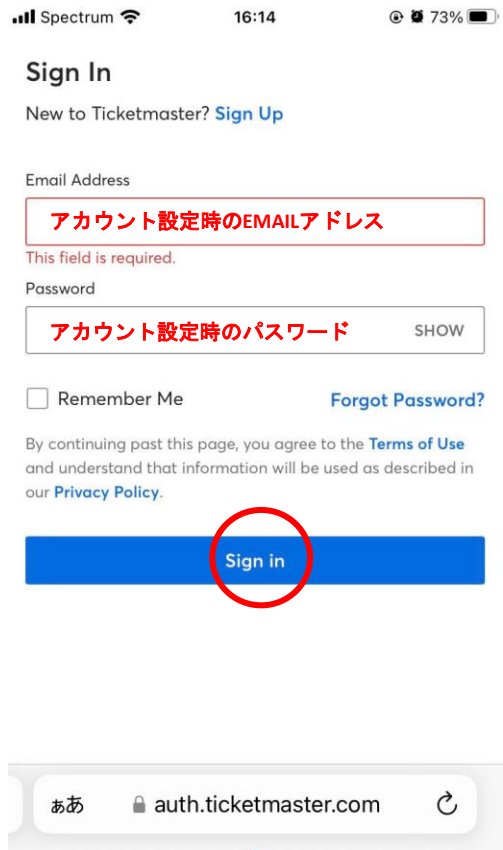 Spectrum 16:14 73%
Sign In
New to Ticketmaster? Sign Up
Email Address
アカウント設定時のEMAILアドレス
This field is required.
Password
アカウント設定時のパスワード SHOW
Remember Me Forgot Password?
By continuing past this page, you agree to the Terms of Use
and understand that information will be used as described in
our Privacy Policy.
Sign in
ぁあ auth.ticketmaster.com